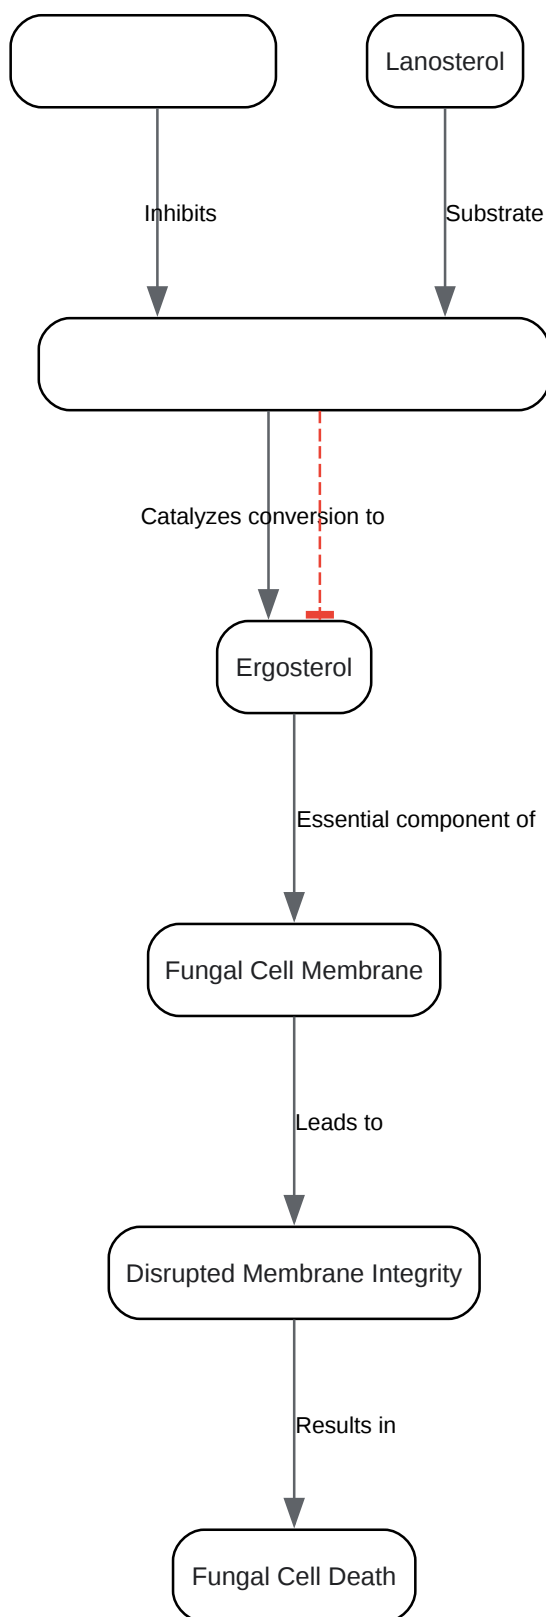 Lanosterol
Inhibits
Substrate
Catalyzes conversion to
Ergosterol
Essential component of
Fungal Cell Membrane
Leads to
Disrupted Membrane Integrity
Results in
Fungal Cell Death